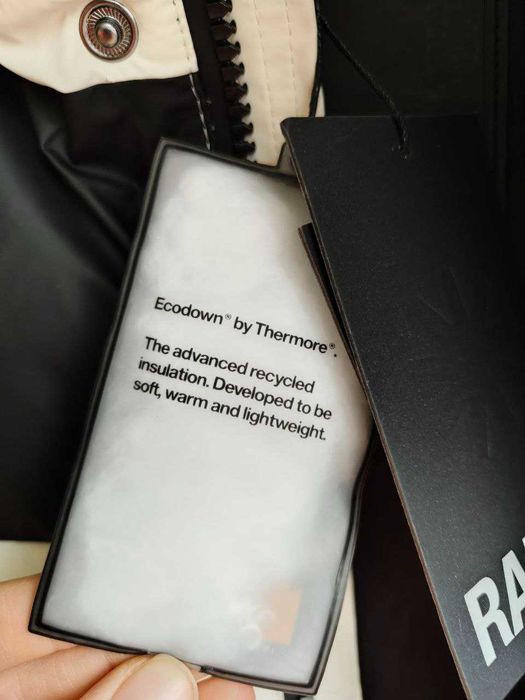 Ecodown® by Thermore®.
The advanced recycled
insulation. Developed to be
soft, warm and lightweight.
RA